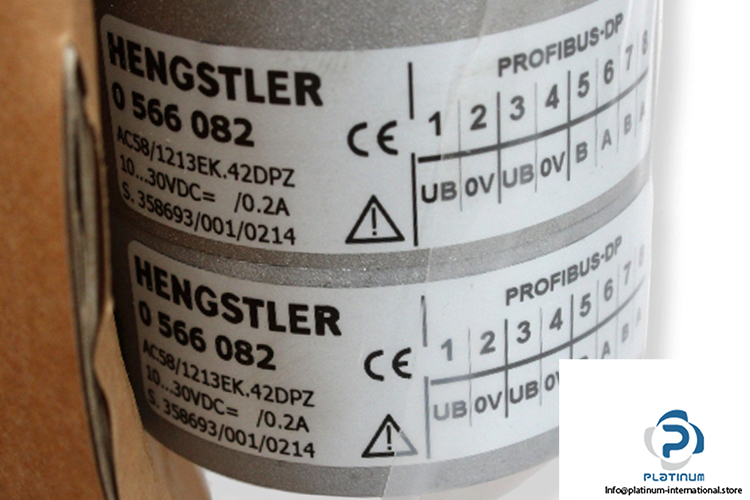 HENGSTLER
0 566 082
AC58/1213EK.42DPZ
10...30VDC= /0.2A
S. 358693/001/0214
CE
PROFIBUS-DP
1 2 3 4 5 6 7 8
UB 0V UB 0V B A B A
HENGSTLER
0 566 082
AC58/1213EK.42DPZ
10...30VDC= /0.2A
S. 358693/001/0214
CE
PROFIBUS-DP
1 2 3 4 5 6 7 8
UB 0V UB
PLATINUM
Info@platinum-international.store